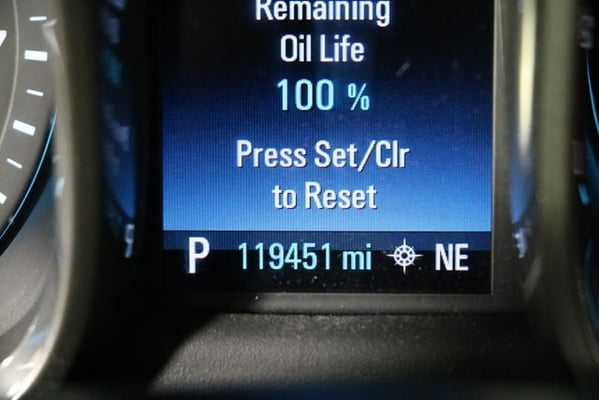 Remaining
Oil Life
100 %
Press Set/Clr
to Reset
P 119451 mi NE